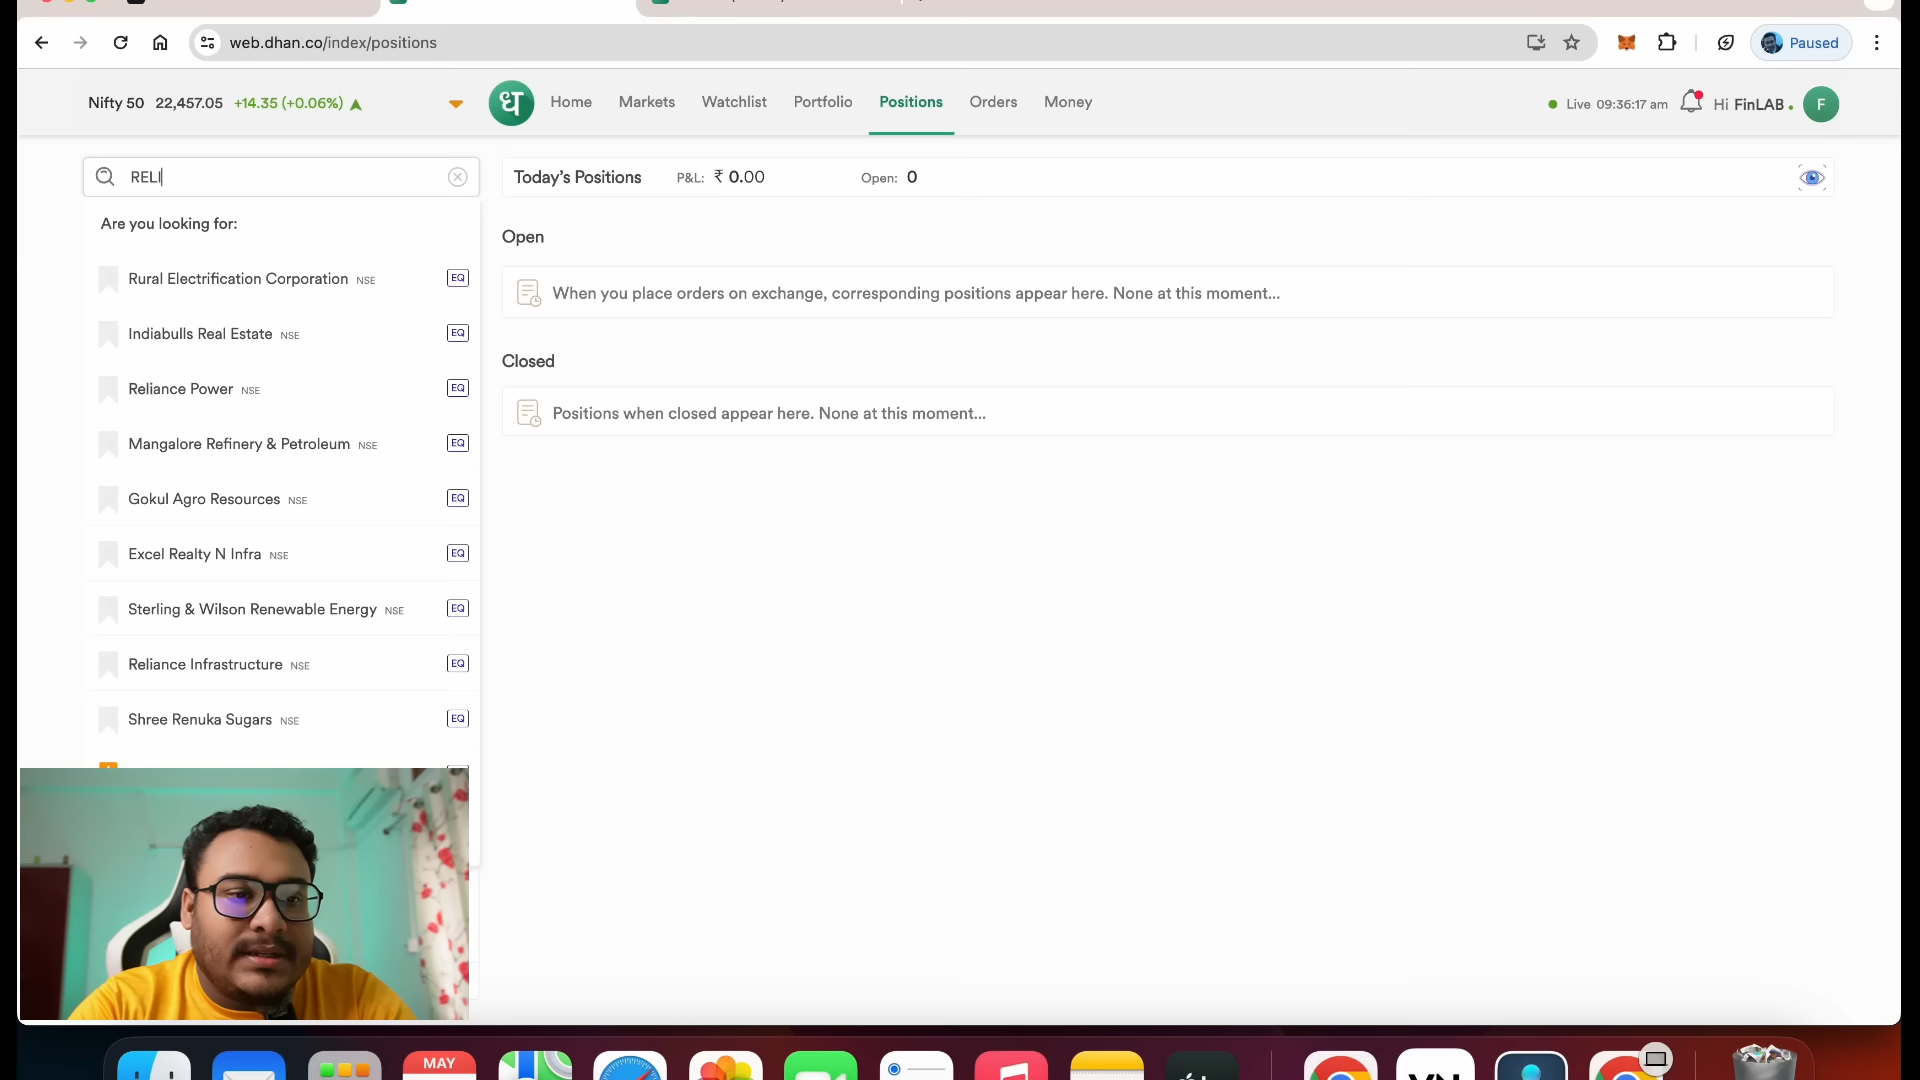 web.dhan.co/index/positions
Paused
Nifty 50 22,457.05 +14.35 (+0.06%)
ध
Home
Markets
Watchlist
Portfolio
Positions
Orders
Money
Live 09:36:17 am
Hi FinLAB
F
RELI
Today's Positions P&L: ₹ 0.00 Open: 0
Are you looking for:
Rural Electrification Corporation NSE EQ
Indiabulls Real Estate NSE EQ
Reliance Power NSE EQ
Mangalore Refinery & Petroleum NSE EQ
Gokul Agro Resources NSE EQ
Excel Realty N Infra NSE EQ
Sterling & Wilson Renewable Energy NSE EQ
Reliance Infrastructure NSE EQ
Shree Renuka Sugars NSE EQ
Open
When you place orders on exchange, corresponding positions appear here. None at this moment...
Closed
Positions when closed appear here. None at this moment...
MAY